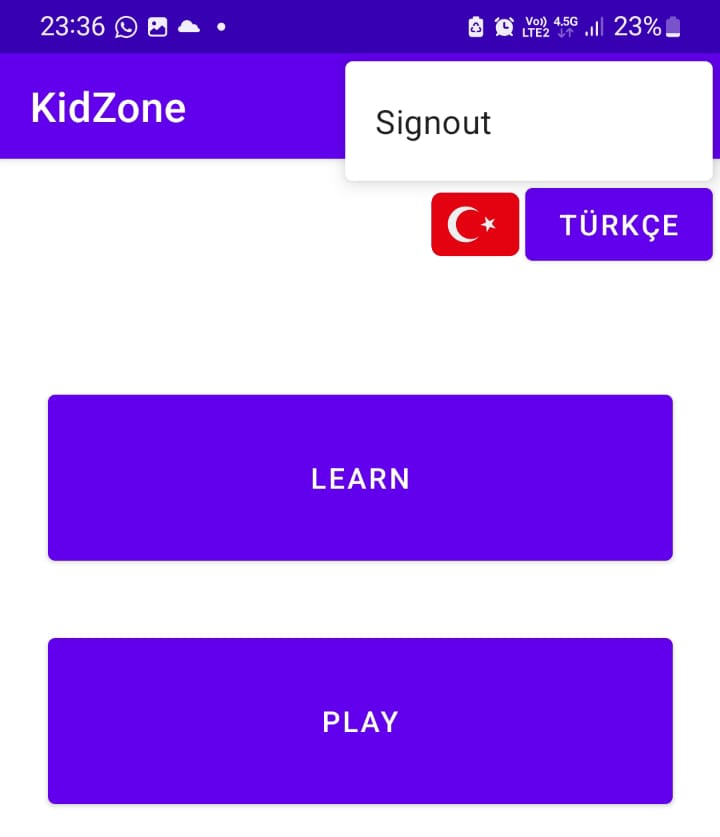 23:36 Vo)) LTE2 4.5G 23%
KidZone
Signout
TÜRKÇE
LEARN
PLAY